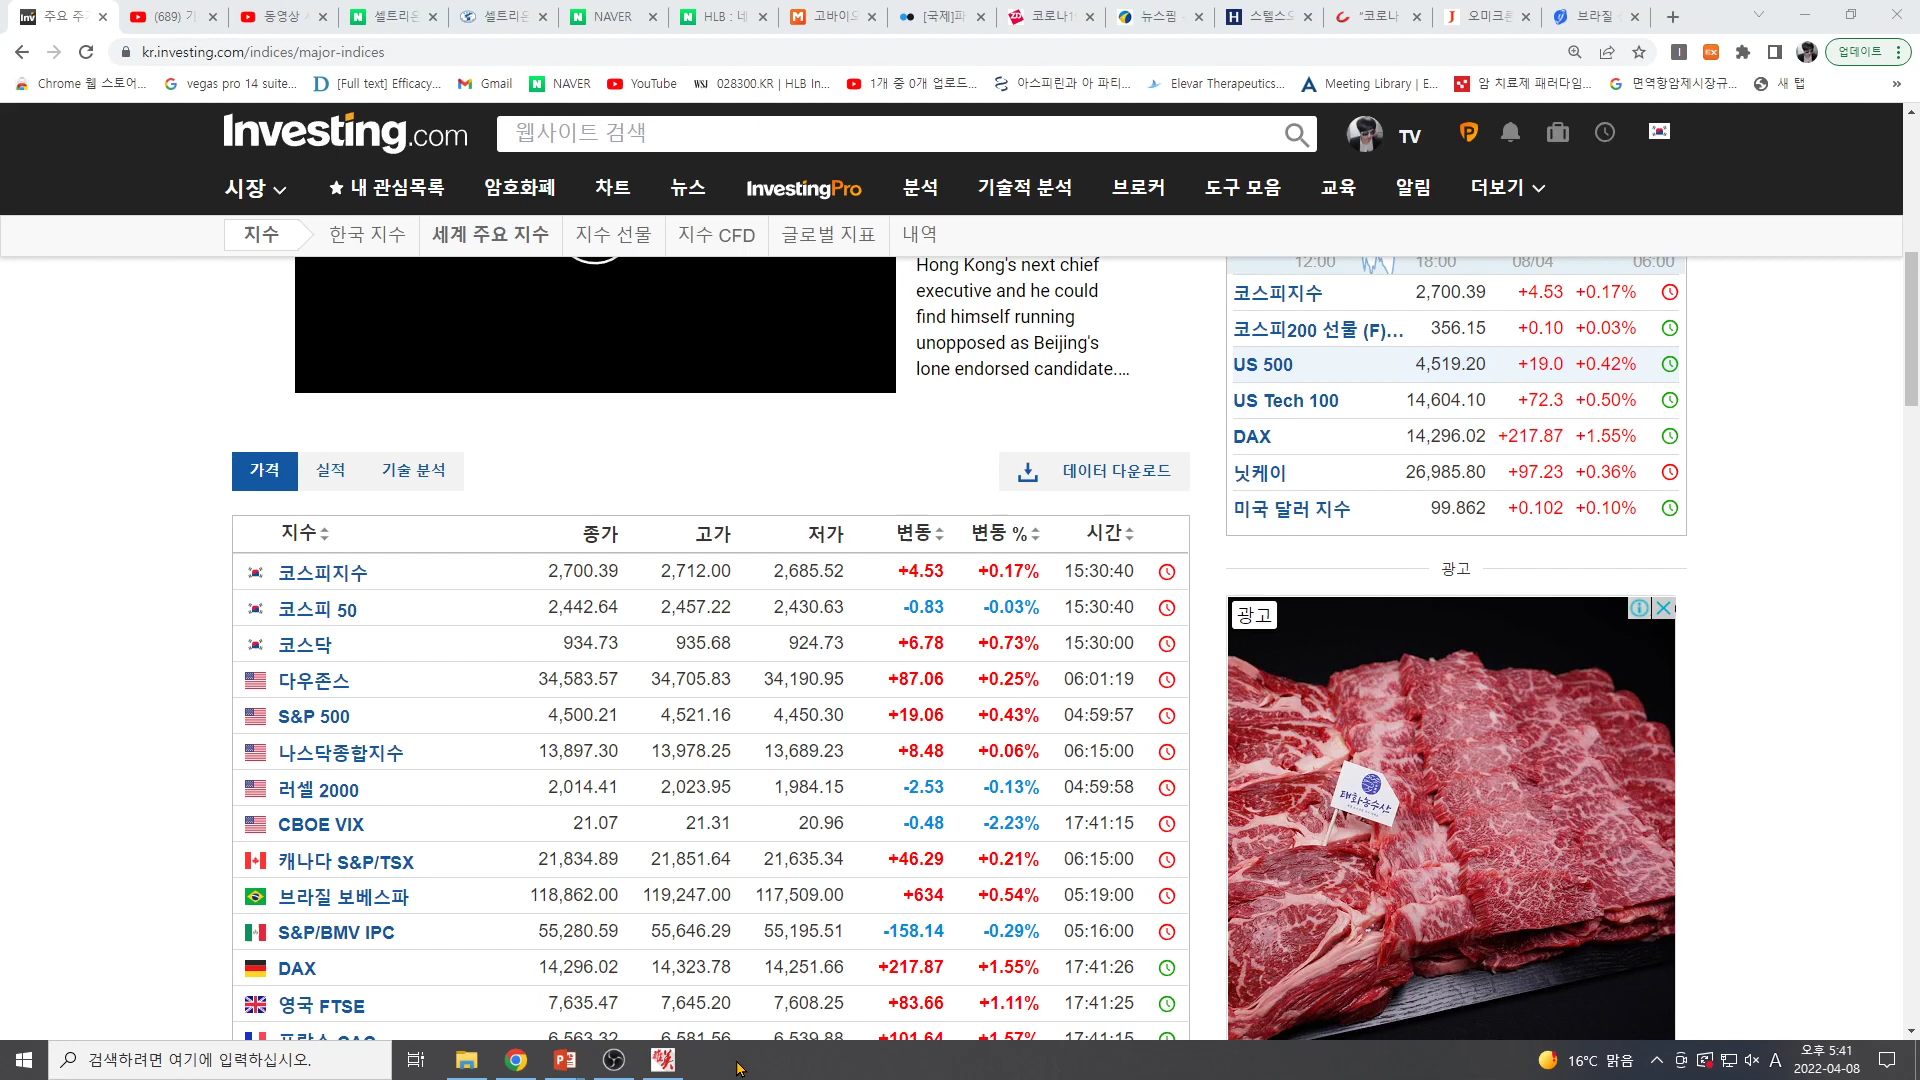 주요 주
(689) 기
동영상
셀트리온
셀트리온
NAVER
HLB : 네
고바이오
[국제]파
코로나1
뉴스핌
스텔스오
"코로나
오미크론
브라질
kr.investing.com/indices/major-indices
업데이트
Chrome 웹 스토어...
vegas pro 14 suite...
[Full text] Efficacy...
Gmail
NAVER
YouTube
WSJ 028300.KR | HLB In...
1개 중 0개 업로드...
아스피린과 아 파티...
Elevar Therapeutics...
Meeting Library | E...
암 치료제 패러다임...
면역항암제시장규...
새 탭
»
Investing.com
웹사이트 검색
TV
시장
내 관심목록
암호화폐
차트
뉴스
InvestingPro
분석
기술적 분석
브로커
도구 모음
교육
알림
더보기
지수
한국 지수
세계 주요 지수
지수 선물
지수 CFD
글로벌 지표
내역
Hong Kong's next chief
executive and he could
find himself running
unopposed as Beijing's
lone endorsed candidate....
12:00 18:00 08/04 06:00
코스피지수 2,700.39 +4.53 +0.17%
코스피200 선물 (F)... 356.15 +0.10 +0.03%
US 500 4,519.20 +19.0 +0.42%
US Tech 100 14,604.10 +72.3 +0.50%
DAX 14,296.02 +217.87 +1.55%
닛케이 26,985.80 +97.23 +0.36%
미국 달러 지수 99.862 +0.102 +0.10%
가격 실적 기술 분석
데이터 다운로드
지수 종가 고가 저가 변동 변동 % 시간
코스피지수 2,700.39 2,712.00 2,685.52 +4.53 +0.17% 15:30:40
코스피 50 2,442.64 2,457.22 2,430.63 -0.83 -0.03% 15:30:40
코스닥 934.73 935.68 924.73 +6.78 +0.73% 15:30:00
다우존스 34,583.57 34,705.83 34,190.95 +87.06 +0.25% 06:01:19
S&P 500 4,500.21 4,521.16 4,450.30 +19.06 +0.43% 04:59:57
나스닥종합지수 13,897.30 13,978.25 13,689.23 +8.48 +0.06% 06:15:00
러셀 2000 2,014.41 2,023.95 1,984.15 -2.53 -0.13% 04:59:58
CBOE VIX 21.07 21.31 20.96 -0.48 -2.23% 17:41:15
캐나다 S&P/TSX 21,834.89 21,851.64 21,635.34 +46.29 +0.21% 06:15:00
브라질 보베스파 118,862.00 119,247.00 117,509.00 +634 +0.54% 05:19:00
S&P/BMV IPC 55,280.59 55,646.29 55,195.51 -158.14 -0.29% 05:16:00
DAX 14,296.02 14,323.78 14,251.66 +217.87 +1.55% 17:41:26
영국 FTSE 7,635.47 7,645.20 7,608.25 +83.66 +1.11% 17:41:25
프랑스 CAC 6,563.32 6,581.56 6,539.88 +101.64 +1.57% 17:41:15
광고
광고
태화농수산
검색하려면 여기에 입력하십시오.
16°C 맑음
A
오후 5:41
2022-04-08